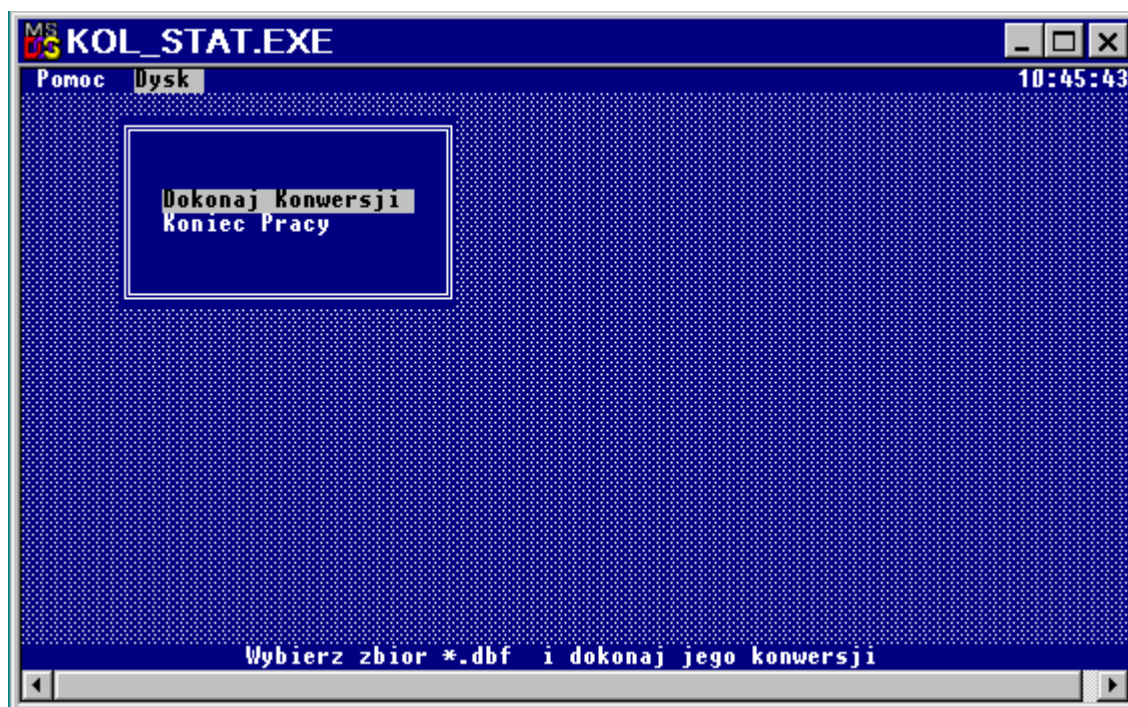 KOL_STAT.EXE
Pomoc Dysk 10:45:43
Dokonaj Konwersji
Koniec Pracy
Wybierz zbior *.dbf i dokonaj jego konwersji